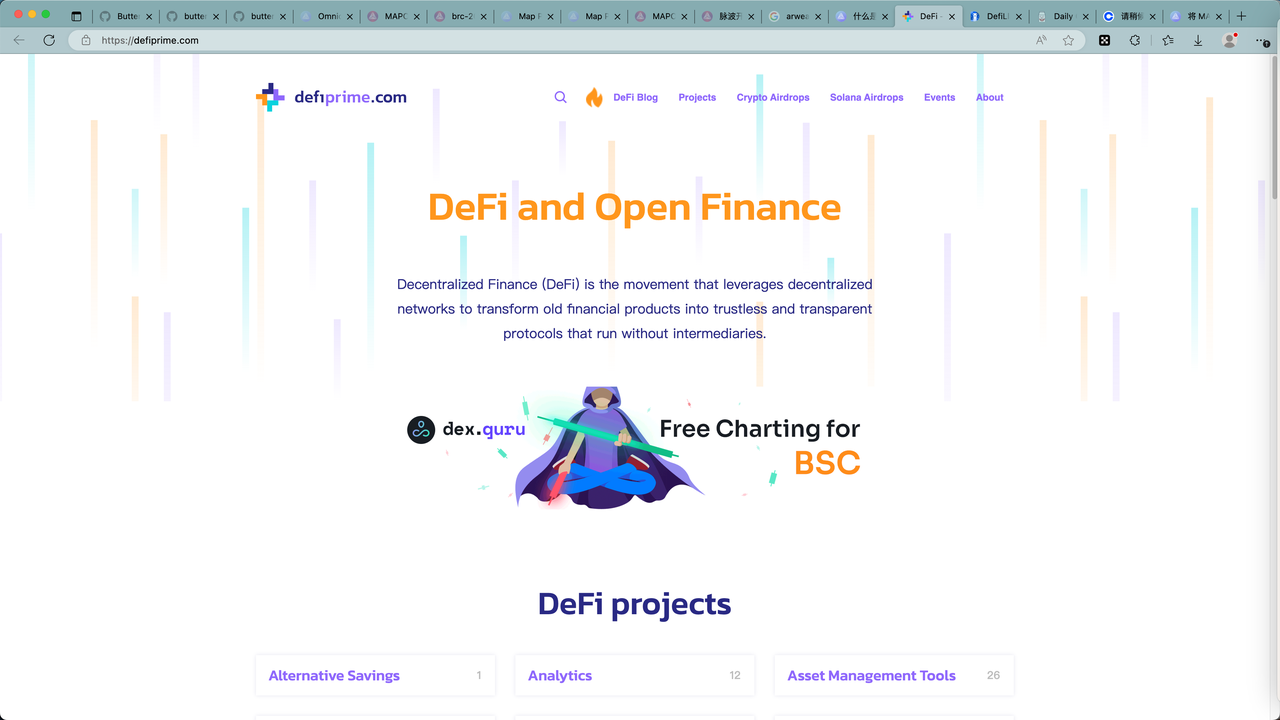 Butte
butte
butte
Omni
MAPC
brc-2
Map F
Map F
MAPC
脉波
arwea
什么是
DeFi
DefiL
Daily
请稍
将 MA
https://defiprime.com
defiprime.com
DeFi Blog
Projects
Crypto Airdrops
Solana Airdrops
Events
About
DeFi and Open Finance
Decentralized Finance (DeFi) is the movement that leverages decentralized
networks to transform old financial products into trustless and transparent
protocols that run without intermediaries.
dex.guru
Free Charting for
BSC
DeFi projects
Alternative Savings 1
Analytics 12
Asset Management Tools 26